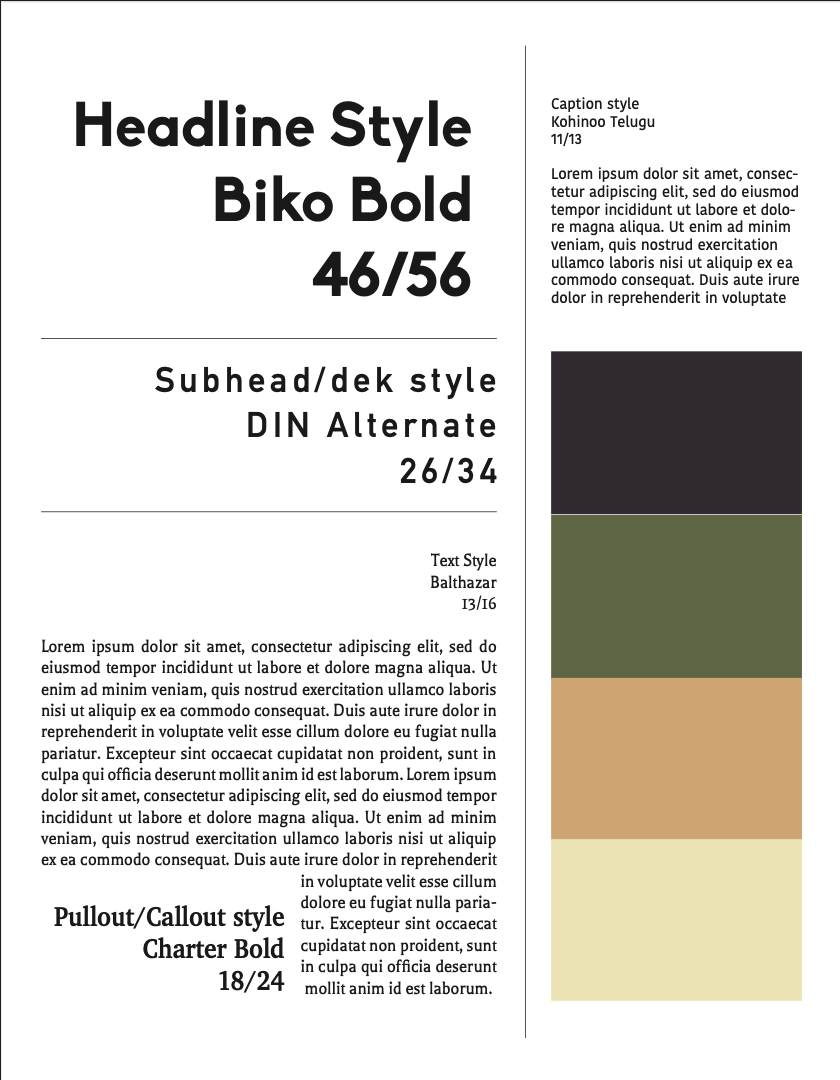 Headline Style
Biko Bold
46/56
Subhead/dek style
DIN Alternate
26/34
Text Style
Balthazar
13/16
Lorem ipsum dolor sit amet, consectetur adipiscing elit, sed do
eiusmod tempor incididunt ut labore et dolore magna aliqua. Ut
enim ad minim veniam, quis nostrud exercitation ullamco laboris
nisi ut aliquip ex ea commodo consequat. Duis aute irure dolor in
reprehenderit in voluptate velit esse cillum dolore eu fugiat nulla
pariatur. Excepteur sint occaecat cupidatat non proident, sunt in
culpa qui officia deserunt mollit anim id est laborum. Lorem ipsum
dolor sit amet, consectetur adipiscing elit, sed do eiusmod tempor
incididunt ut labore et dolore magna aliqua. Ut enim ad minim
veniam, quis nostrud exercitation ullamco laboris nisi ut aliquip
ex ea commodo consequat. Duis aute irure dolor in reprehenderit
in voluptate velit esse cillum
dolore eu fugiat nulla paria-
tur. Excepteur sint occaecat
cupidatat non proident, sunt
in culpa qui officia deserunt
mollit anim id est laborum.
Pullout/Callout style
Charter Bold
18/24
Caption style
Kohinoo Telugu
11/13
Lorem ipsum dolor sit amet, consec-
tetur adipiscing elit, sed do eiusmod
tempor incididunt ut labore et dolo-
re magna aliqua. Ut enim ad minim
veniam, quis nostrud exercitation
ullamco laboris nisi ut aliquip ex ea
commodo consequat. Duis aute irure
dolor in reprehenderit in voluptate